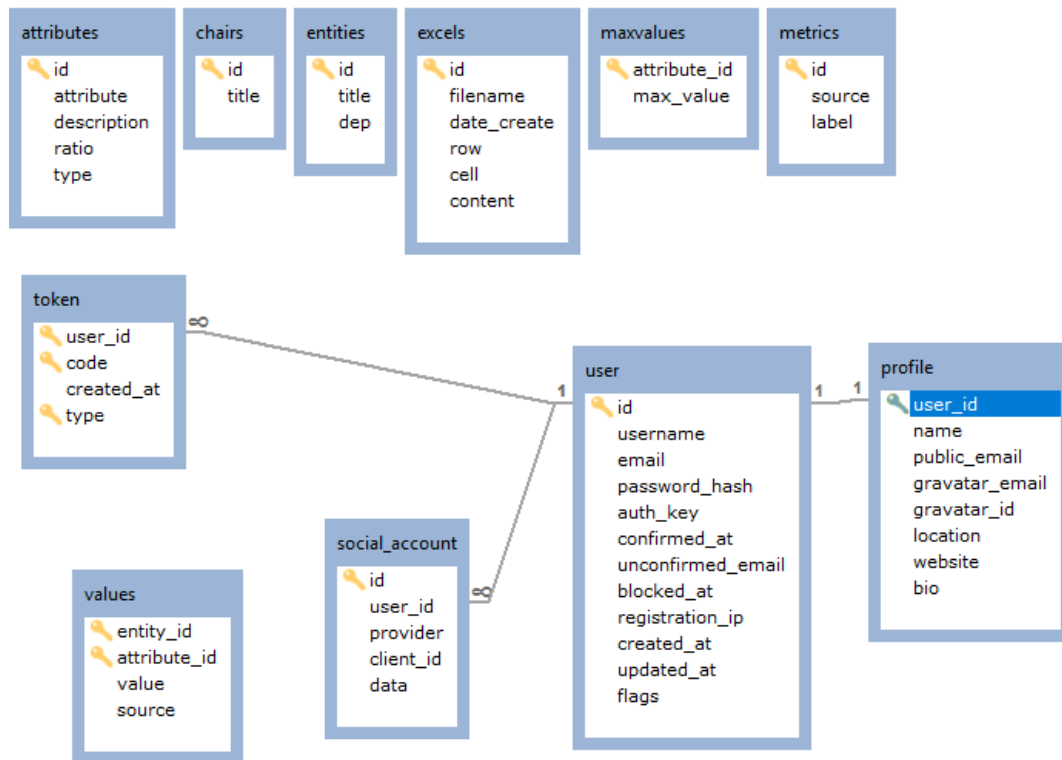 attributes
id
attribute
description
ratio
type
chairs
id
title
entities
id
title
dep
excels
id
filename
date_create
row
cell
content
maxvalues
attribute_id
max_value
metrics
id
source
label
token
user_id
code
created_at
type
∞
1
user
id
username
email
password_hash
auth_key
confirmed_at
unconfirmed_email
blocked_at
registration_ip
created_at
updated_at
flags
1
1
profile
user_id
name
public_email
gravatar_email
gravatar_id
location
website
bio
social_account
id
user_id
provider
client_id
data
∞
values
entity_id
attribute_id
value
source